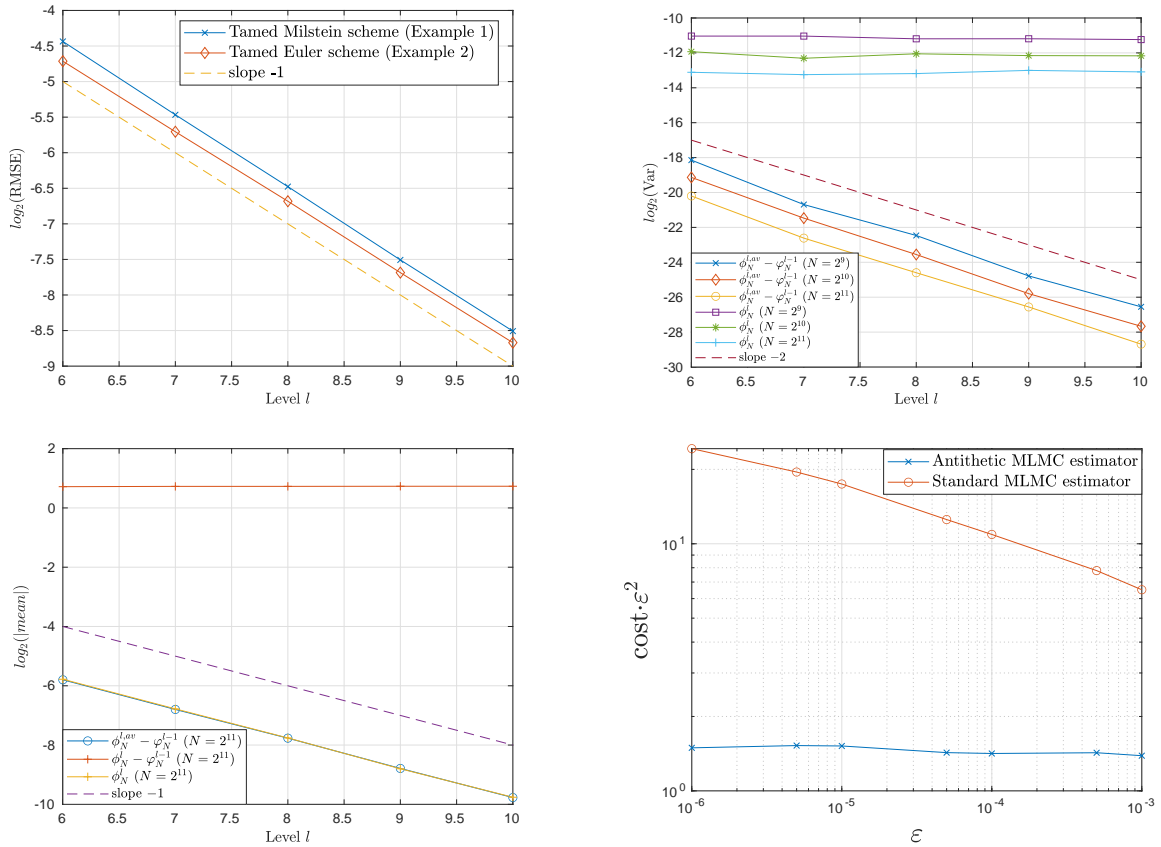 -4
-4.5
-5
-5.5
-6
-6.5
-7
-7.5
-8
-8.5
-9
log₂(RMSE)
Tamed Milstein scheme (Example 1)
Tamed Euler scheme (Example 2)
slope -1
6 6.5 7 7.5 8 8.5 9 9.5 10
Level l
-10
-12
-14
-16
-18
-20
-22
-24
-26
-28
-30
log₂(Var)
ϕ_N^{l,av} − φ_N^{l−1} (N = 2^9)
ϕ_N^{l,av} − φ_N^{l−1} (N = 2^10)
ϕ_N^{l,av} − φ_N^{l−1} (N = 2^11)
ϕ_N^l (N = 2^9)
ϕ_N^l (N = 2^10)
ϕ_N^l (N = 2^11)
slope −2
6 6.5 7 7.5 8 8.5 9 9.5 10
Level l
2
0
-2
-4
-6
-8
-10
log₂(|mean|)
ϕ_N^{l,av} − φ_N^{l−1} (N = 2^11)
ϕ_N^l − φ_N^{l−1} (N = 2^11)
ϕ_N^l (N = 2^11)
slope −1
6 6.5 7 7.5 8 8.5 9 9.5 10
Level l
Antithetic MLMC estimator
Standard MLMC estimator
10^1
10^0
cost·ε^2
10^-6 10^-5 10^-4 10^-3
ε